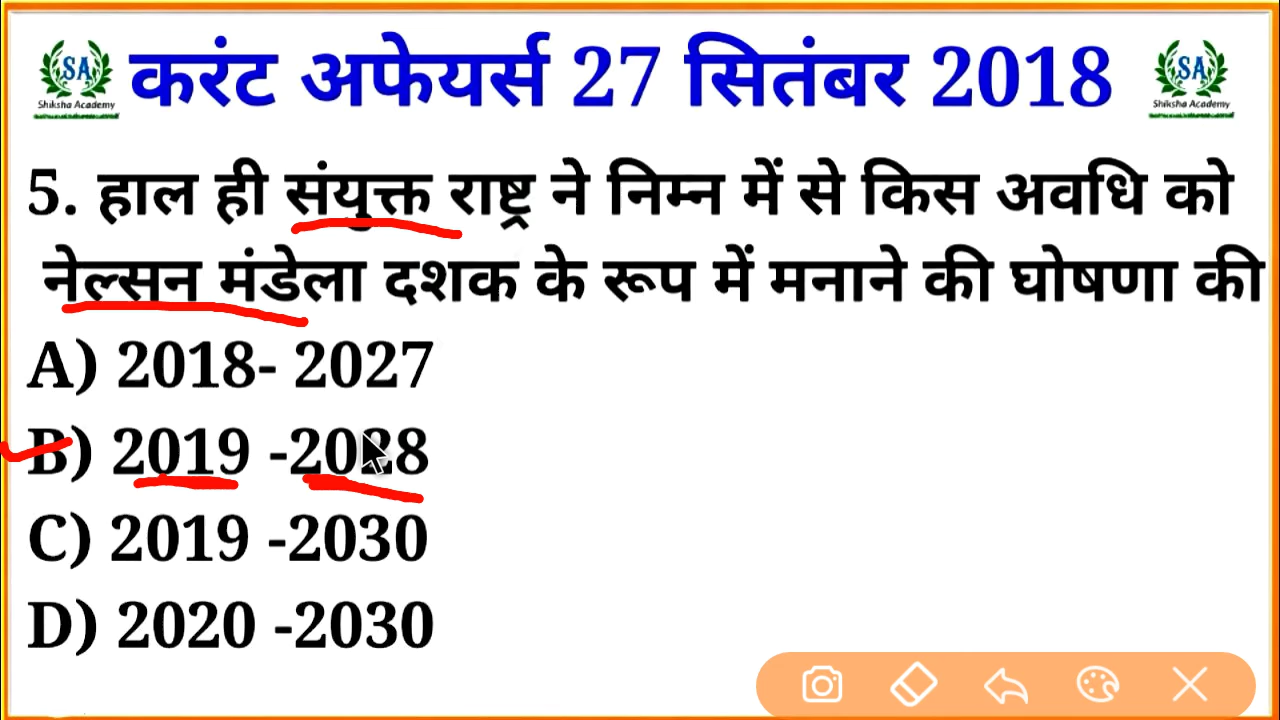 SA
Shiksha Academy
करंट अफेयर्स 27 सितंबर 2018
SA
Shiksha Academy
5. हाल ही संयुक्त राष्ट्र ने निम्न में से किस अवधि को
नेल्सन मंडेला दशक के रूप में मनाने की घोषणा की
A) 2018- 2027
B) 2019 -2028
C) 2019 -2030
D) 2020 -2030